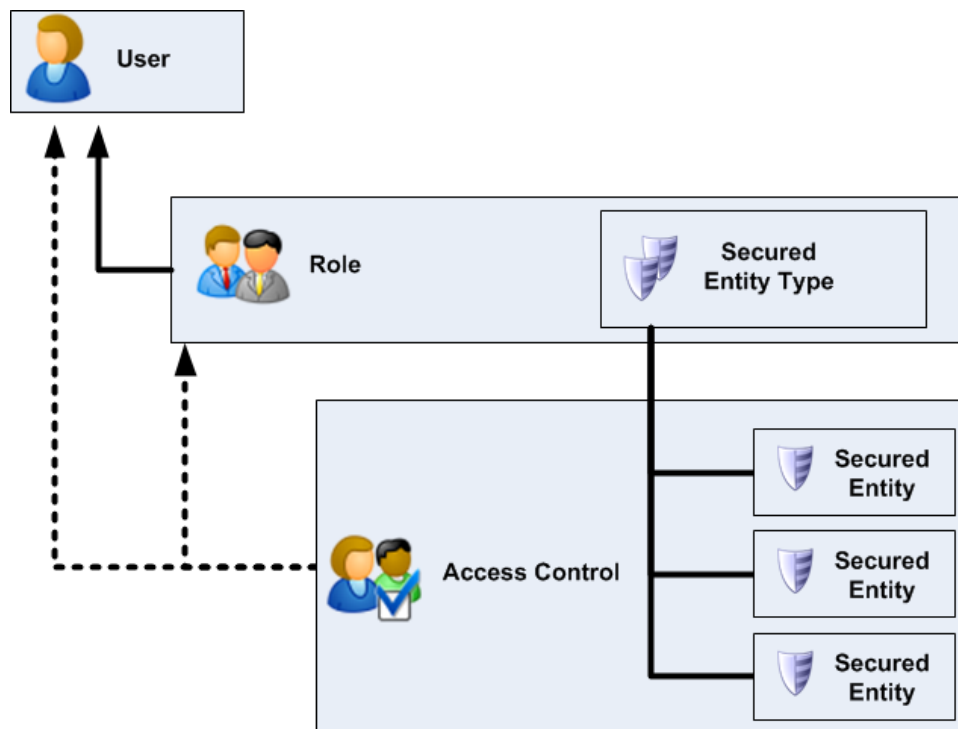 User
Role
Secured
Entity Type
Secured
Entity
Access Control
Secured
Entity
Secured
Entity